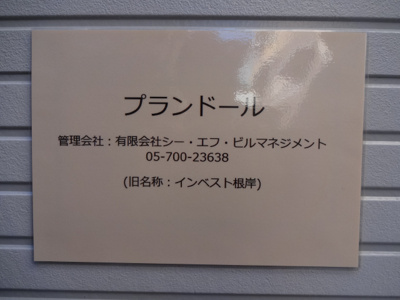 プランドール
管理会社：有限会社シー・エフ・ビルマネジメント
05-700-23638
(旧名称：インベスト根岸)